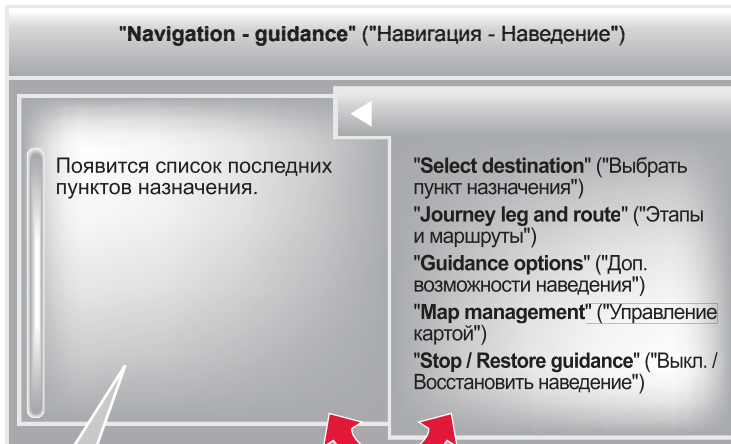 "Navigation - guidance" ("Навигация - Наведение")
Появится список последних
пунктов назначения.
"Select destination" ("Выбрать
пункт назначения")
"Journey leg and route" ("Этапы
и маршруты")
"Guidance options" ("Доп.
возможности наведения")
"Map management" ("Управление
картой")
"Stop / Restore guidance" ("Выкл. /
Восстановить наведение")